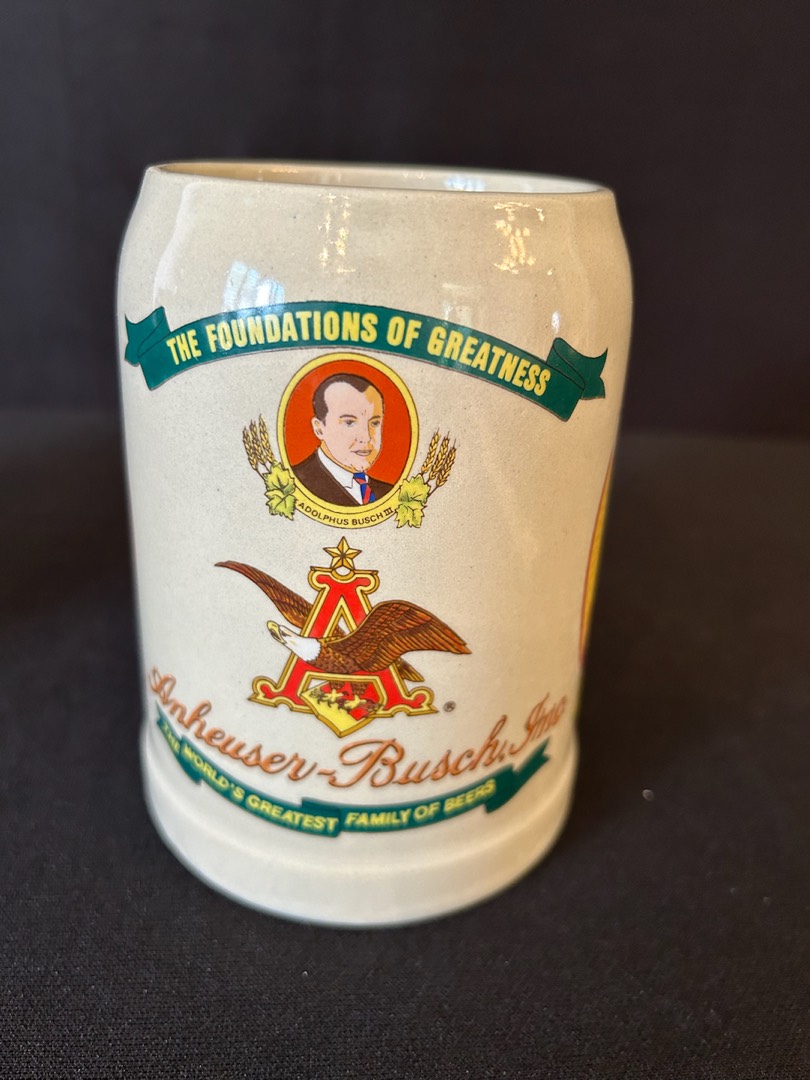 THE FOUNDATIONS OF GREATNESS
ADOLPHUS BUSCH III
A
®
Anheuser-Busch, Inc.
THE WORLD'S GREATEST FAMILY OF BEERS